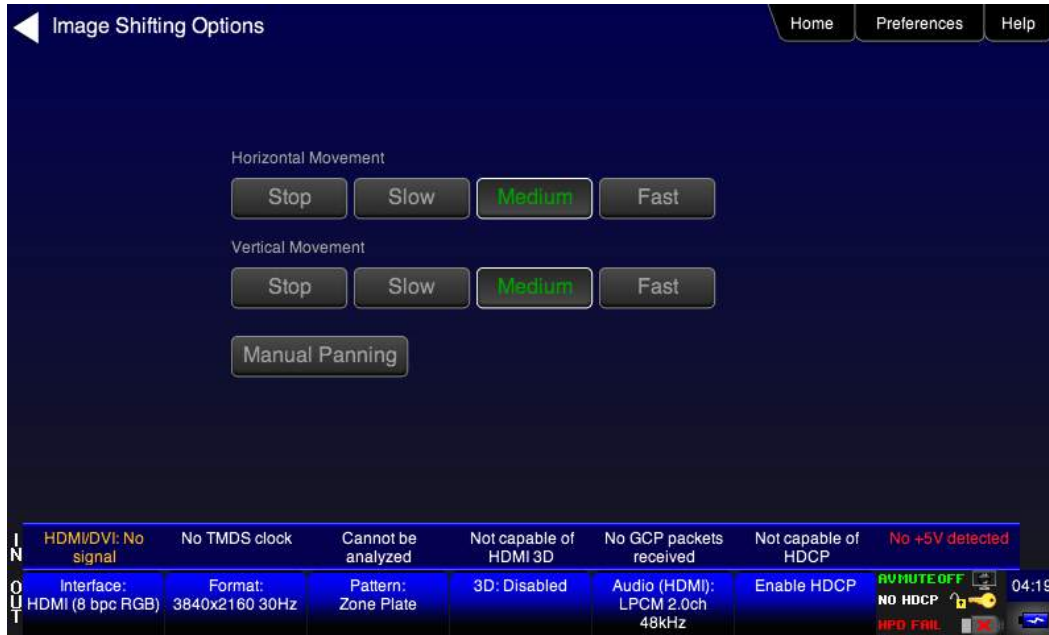 Image Shifting Options
Home
Preferences
Help
Horizontal Movement
Stop
Slow
Medium
Fast
Vertical Movement
Stop
Slow
Medium
Fast
Manual Panning
IN
HDMI/DVI: No
signal
No TMDS clock
Cannot be
analyzed
Not capable of
HDMI 3D
No GCP packets
received
Not capable of
HDCP
No +5V detected
OUT
Interface:
HDMI (8 bpc RGB)
Format:
3840x2160 30Hz
Pattern:
Zone Plate
3D: Disabled
Audio (HDMI):
LPCM 2.0ch
48kHz
Enable HDCP
AVMUTE OFF
NO HDCP
HPD FAIL
04:19